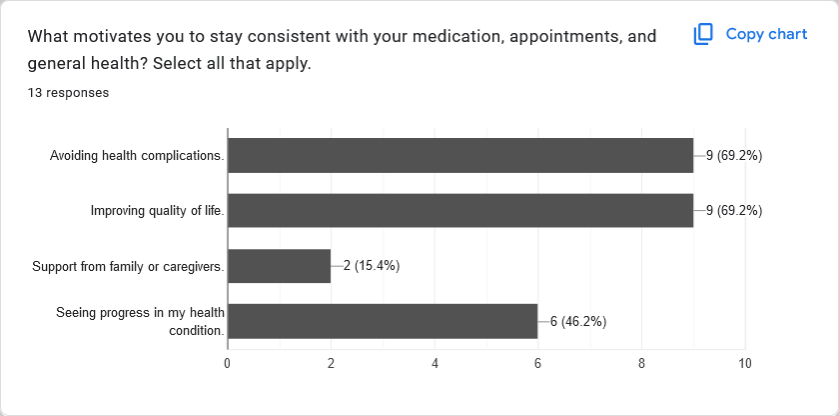 What motivates you to stay consistent with your medication, appointments, and
general health? Select all that apply.
Copy chart
13 responses
Avoiding health complications.
9 (69.2%)
Improving quality of life.
9 (69.2%)
Support from family or caregivers.
2 (15.4%)
Seeing progress in my health
condition.
6 (46.2%)
0 2 4 6 8 10